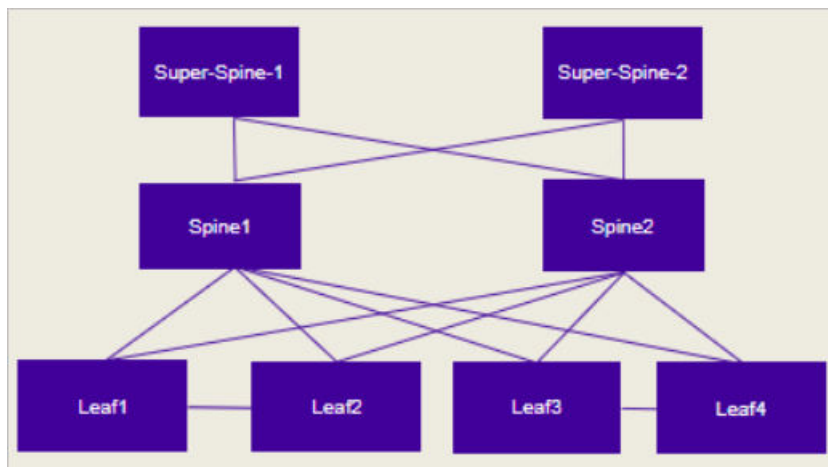 Super-Spine-1
Super-Spine-2
Spine1
Spine2
Leaf1
Leaf2
Leaf3
Leaf4